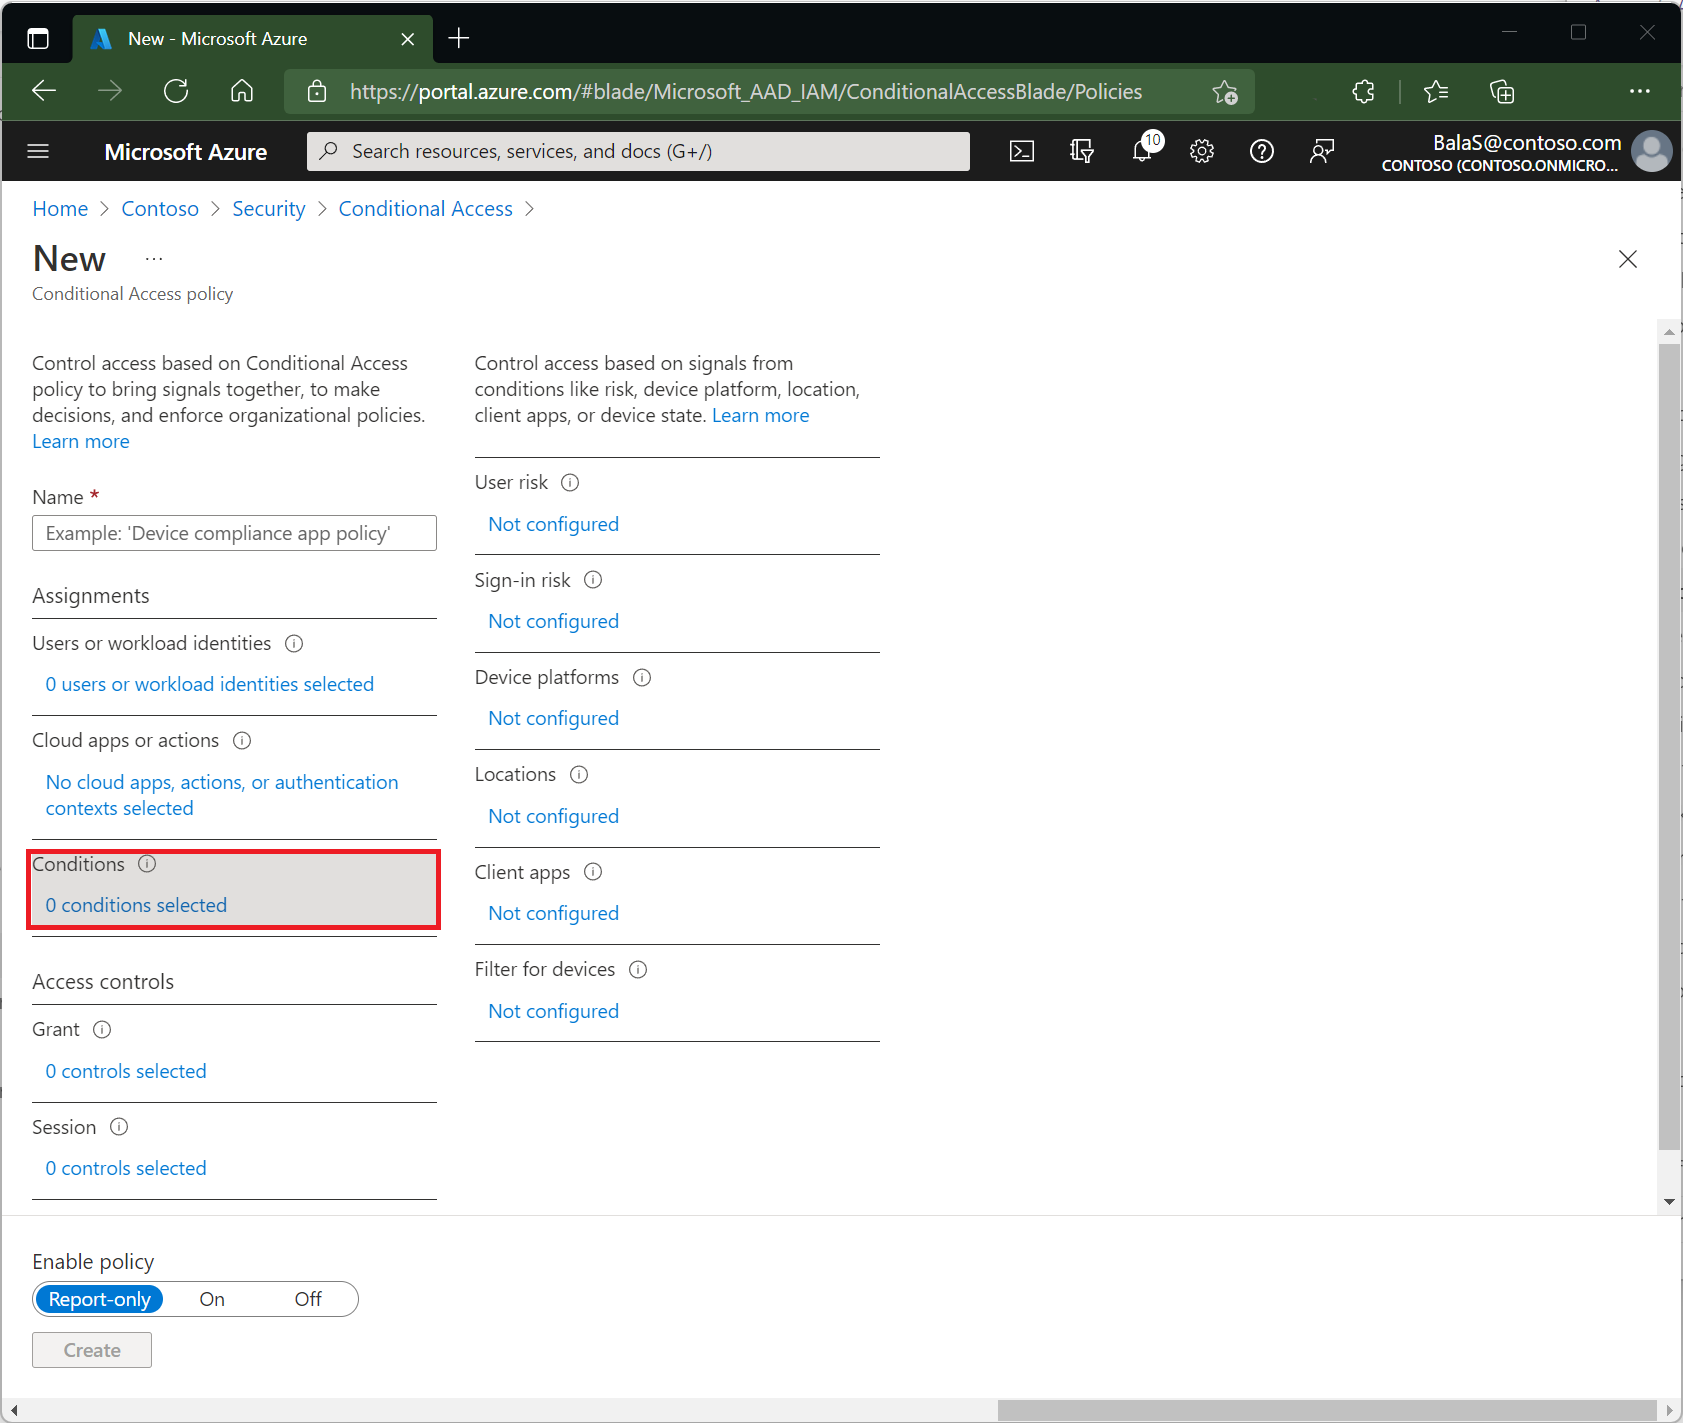 New - Microsoft Azure
https://portal.azure.com/#blade/Microsoft_AAD_IAM/ConditionalAccessBlade/Policies
Microsoft Azure
Search resources, services, and docs (G+/)
10
BalaS@contoso.com
CONTOSO (CONTOSO.ONMICRO...
Home > Contoso > Security > Conditional Access >
New ...
Conditional Access policy
Control access based on Conditional Access
policy to bring signals together, to make
decisions, and enforce organizational policies.
Learn more
Name *
Example: 'Device compliance app policy'
Assignments
Users or workload identities
0 users or workload identities selected
Cloud apps or actions
No cloud apps, actions, or authentication
contexts selected
Conditions
0 conditions selected
Access controls
Grant
0 controls selected
Session
0 controls selected
Control access based on signals from
conditions like risk, device platform, location,
client apps, or device state. Learn more
User risk
Not configured
Sign-in risk
Not configured
Device platforms
Not configured
Locations
Not configured
Client apps
Not configured
Filter for devices
Not configured
Enable policy
Report-only On Off
Create